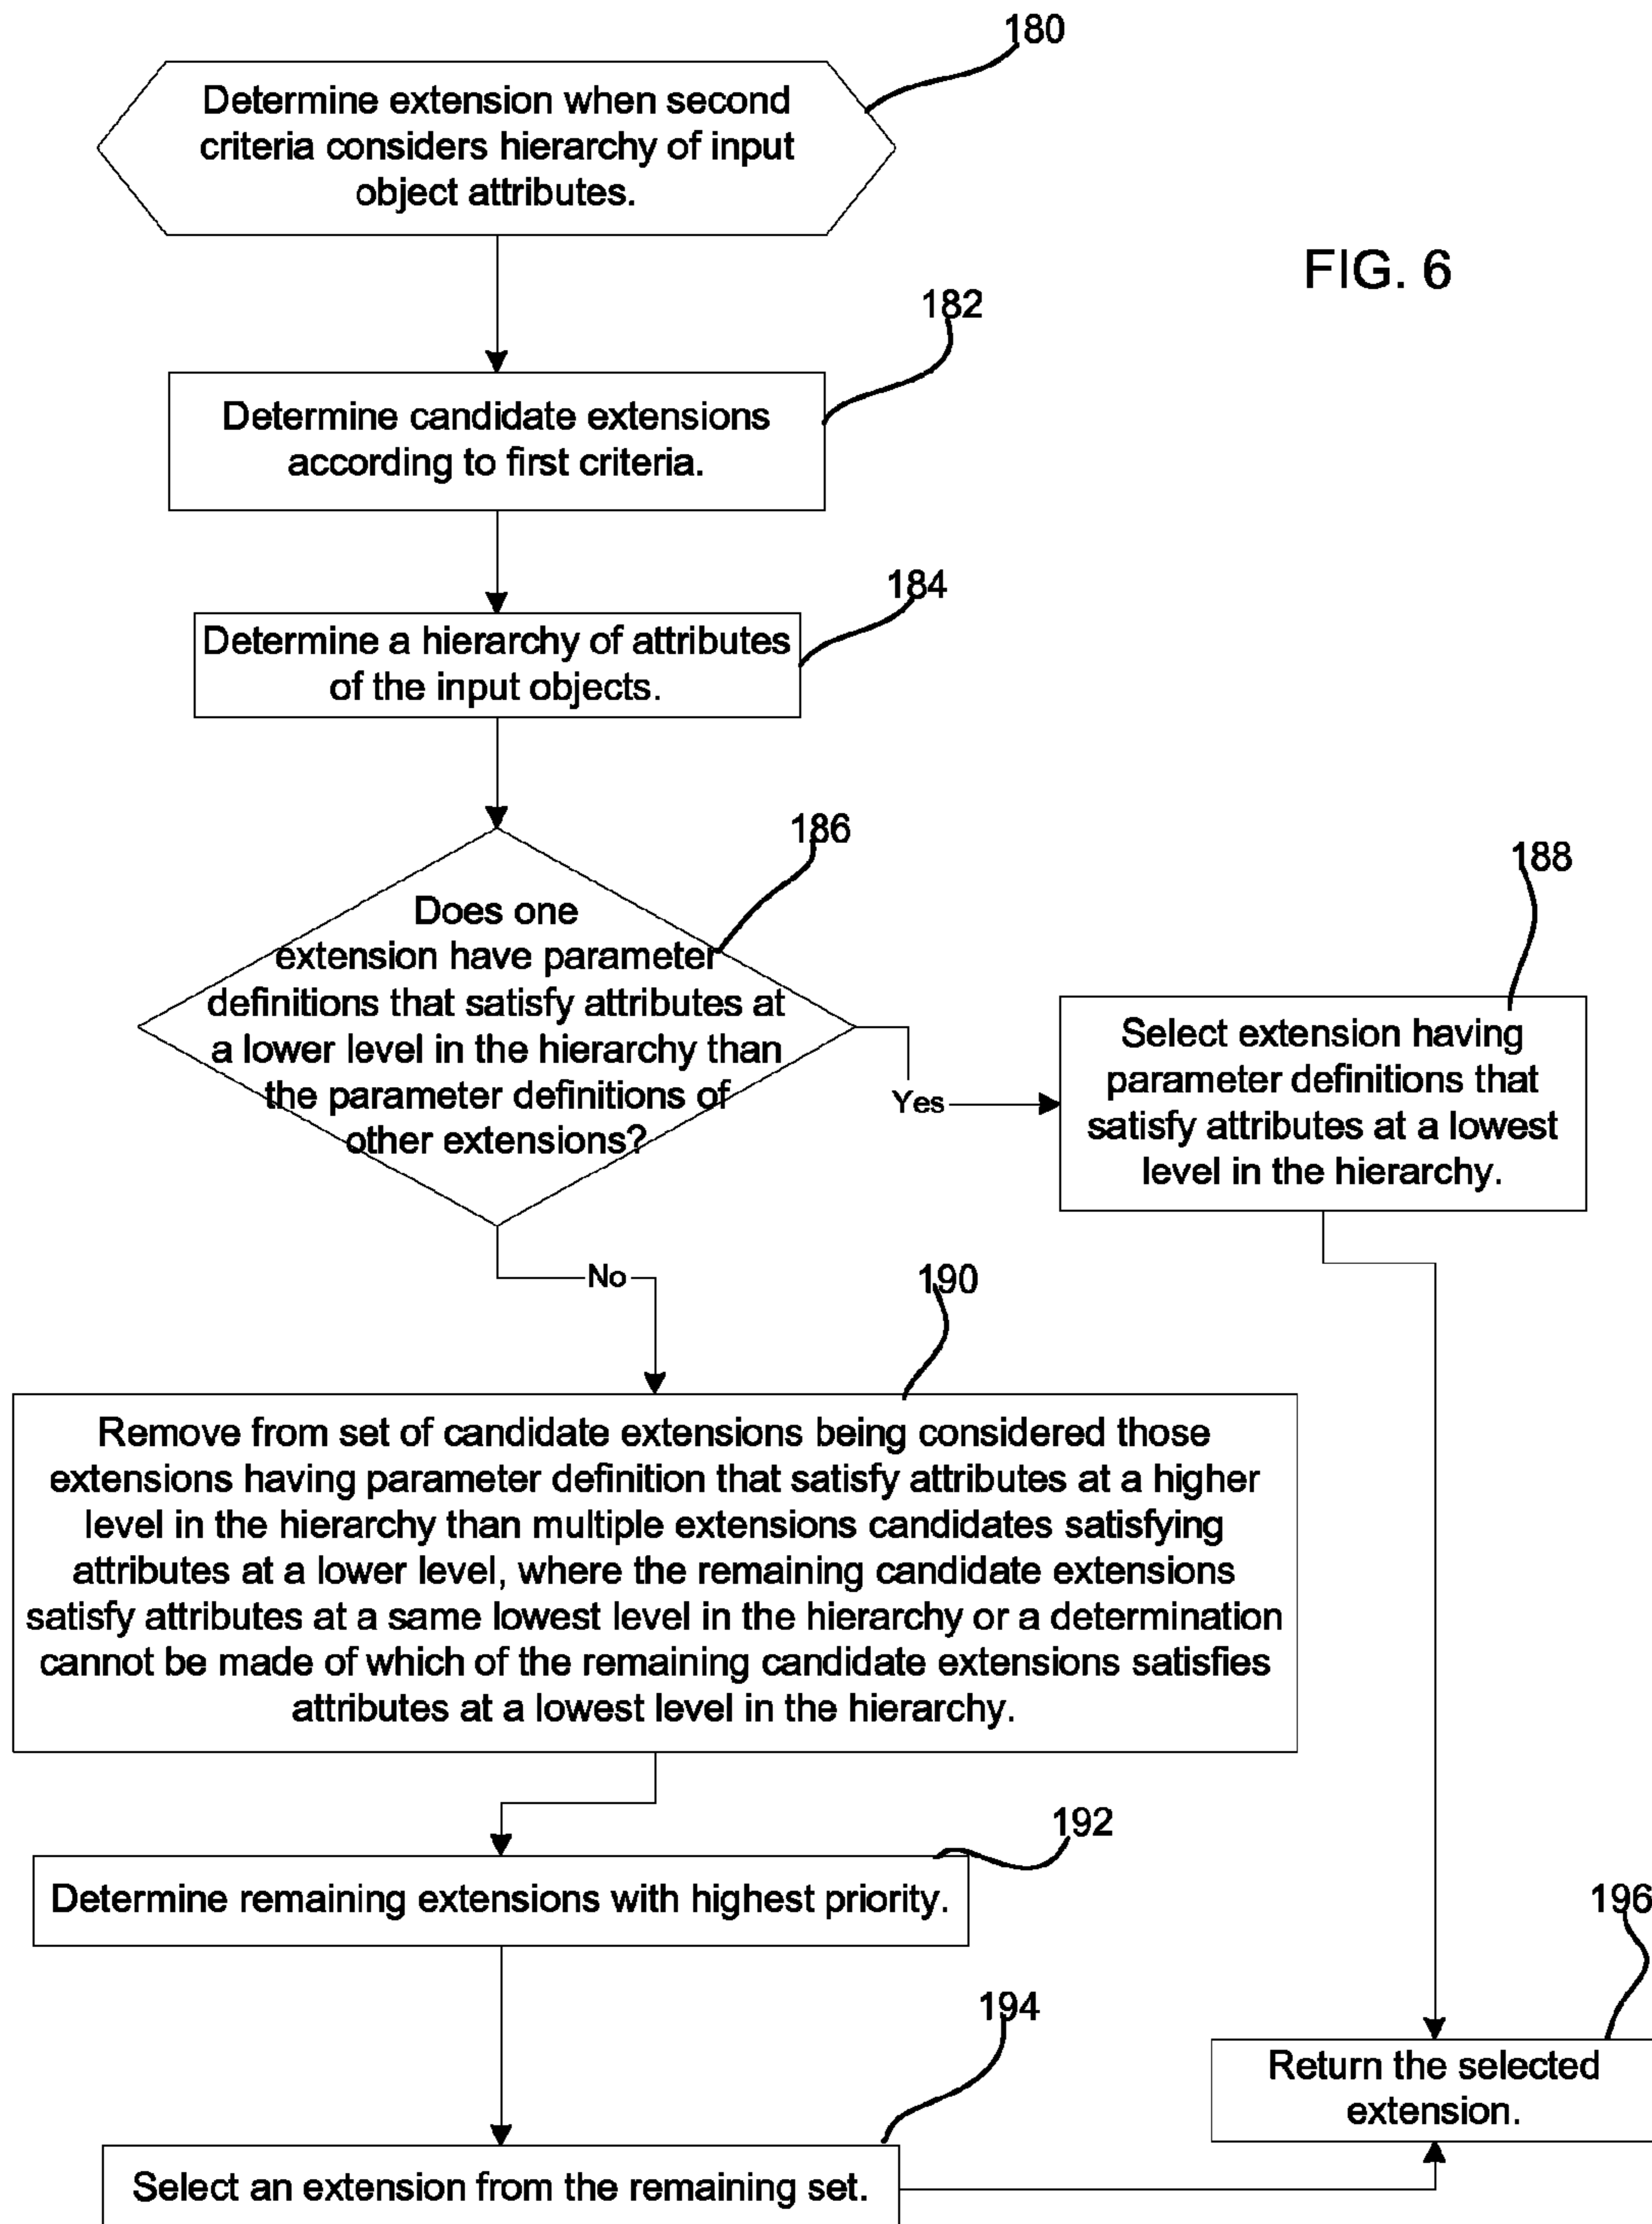 180
Determine extension when second
criteria considers hierarchy of input
object attributes.
FIG. 6
182
Determine candidate extensions
according to first criteria.
184
Determine a hierarchy of attributes
of the input objects.
186
Does one
extension have parameter
definitions that satisfy attributes at
a lower level in the hierarchy than
the parameter definitions of
other extensions?
Yes
188
Select extension having
parameter definitions that
satisfy attributes at a lowest
level in the hierarchy.
No
190
Remove from set of candidate extensions being considered those
extensions having parameter definition that satisfy attributes at a higher
level in the hierarchy than multiple extensions candidates satisfying
attributes at a lower level, where the remaining candidate extensions
satisfy attributes at a same lowest level in the hierarchy or a determination
cannot be made of which of the remaining candidate extensions satisfies
attributes at a lowest level in the hierarchy.
192
Determine remaining extensions with highest priority.
194
Select an extension from the remaining set.
196
Return the selected
extension.